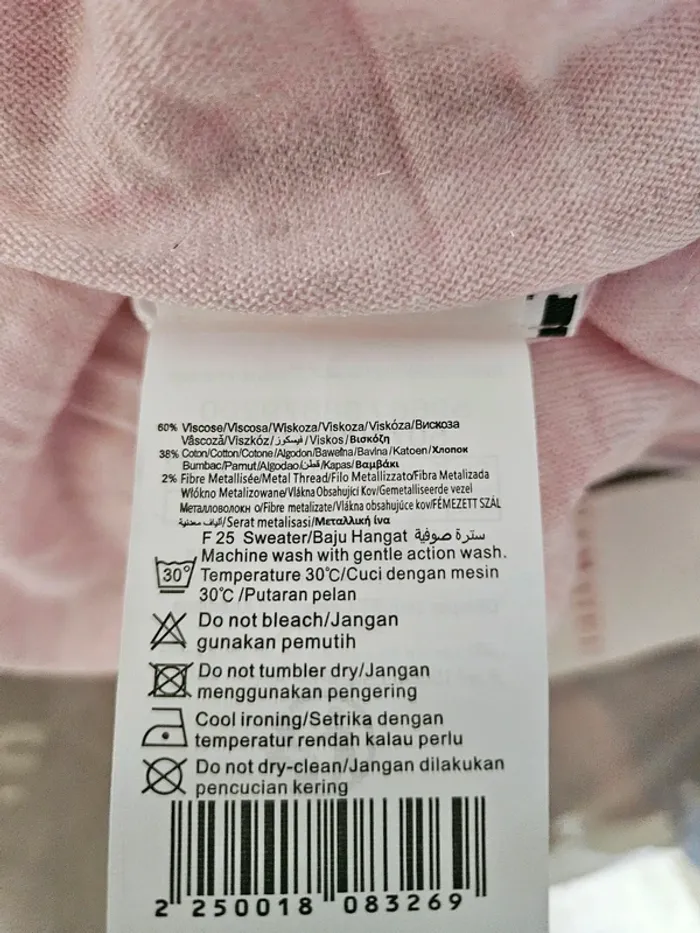 60% Viscose/Viscosa/Wiskoza/Viskoza/Viskóza/Вискоза
Vâscoză/Viszkóz/فيسكوز/Viskos/Βισκόζη
38% Coton/Cotton/Cotone/Algodon/Bawełna/Bavlna/Katoen/Хлопок
Bumbac/Pamut/Algodao/قطن/Kapas/Βαμβάκι
2% Fibre Metallisée/Metal Thread/Filo Metallizzato/Fibra Metalizada
Włókno Metalizowane/Vlákna Obsahující Kov/Gemetalliseerde vezel
Металловолокн о/Fibre metalizate/Vlákna obsahujúce kov/FÉMEZETT SZÁL
ألياف معدنية/Serat metalisasi/Μεταλλική ίνα
F 25 Sweater/Baju Hangat سترة صوفية
Machine wash with gentle action wash.
30° Temperature 30℃/Cuci dengan mesin
30℃ /Putaran pelan
Do not bleach/Jangan
gunakan pemutih
Do not tumbler dry/Jangan
menggunakan pengering
Cool ironing/Setrika dengan
temperatur rendah kalau perlu
Do not dry-clean/Jangan dilakukan
pencucian kering
2 250018 083269